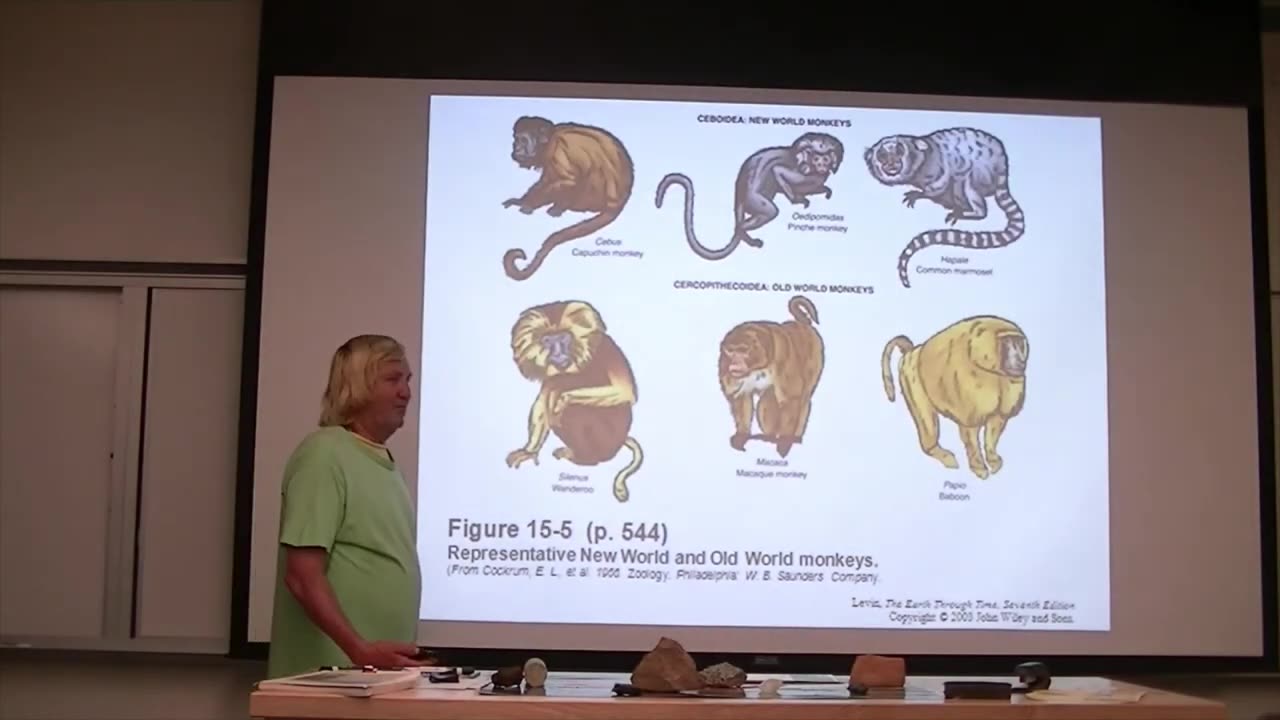 CEBOIDEA: NEW WORLD MONKEYS
Cebus
Capuchin monkey
Oedipomidas
Pinche monkey
Hapale
Common marmoset
CERCOPITHECOIDEA: OLD WORLD MONKEYS
Silenus
Wanderoo
Macaca
Macaque monkey
Papio
Baboon
Figure 15-5 (p. 544)
Representative New World and Old World monkeys.
(From Cockrum, E. L., et al. 1966. Zoology. Philadelphia: W. B. Saunders Company.
Levin, The Earth Through Time, Seventh Edition
Copyright © 2003 John Wiley and Sons.